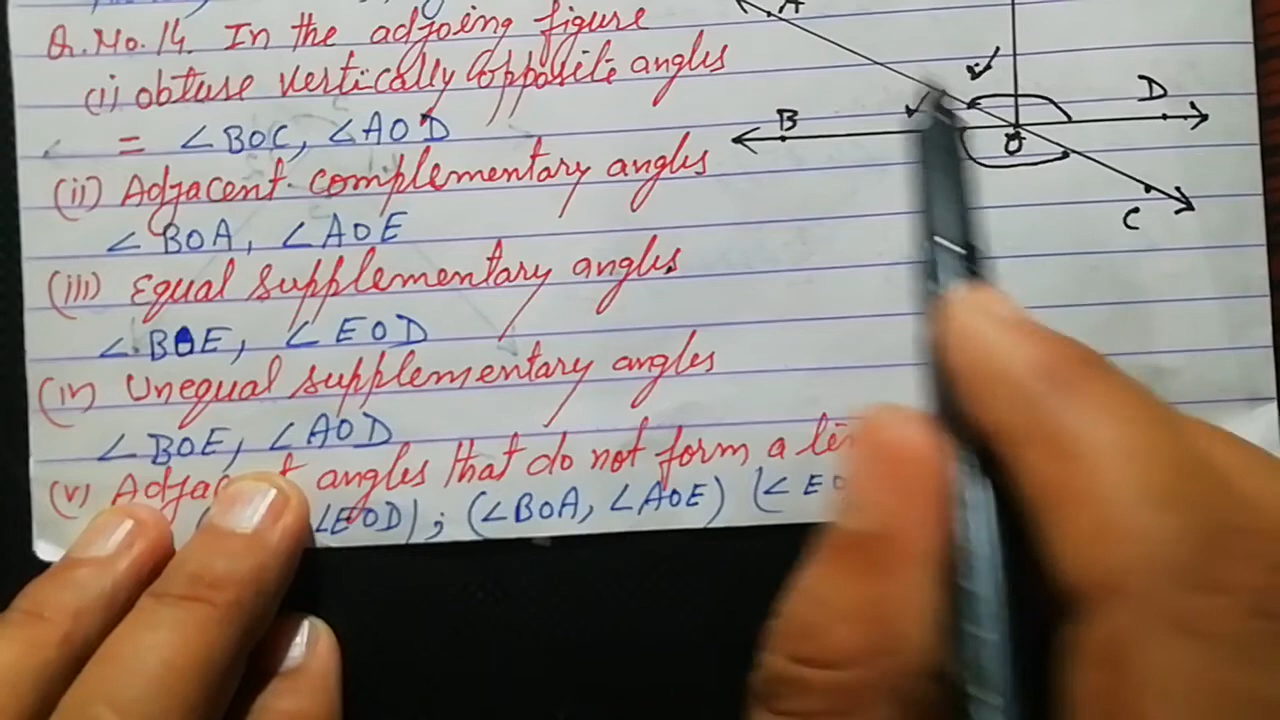 Q.No.14. In the adjoing figure
(i) obtuse vertically opposite angles
= ∠BOC, ∠AOD
(ii) Adjacent complementary angles
∠BOA, ∠AOE
(iii) Equal supplementary angles
∠BOE, ∠EOD
(iv) Unequal supplementary angles
∠BOE, ∠AOD
(v) angles that do not form a
∠EOD); (∠BOA, ∠AOE)
A
B
D
O
C